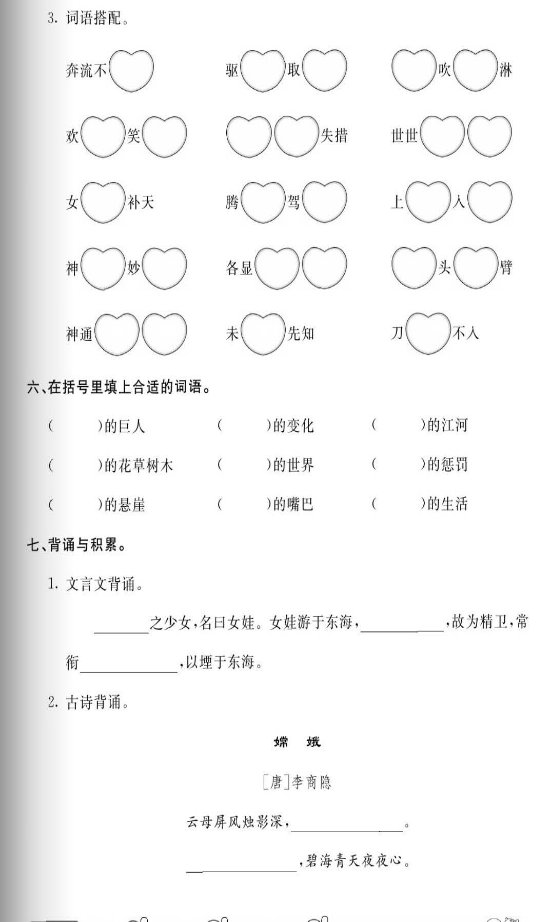 3. 词语搭配。
奔流不 驱 取 吹 淋
欢 笑 失措 世世
女 补天 腾 驾 上 入
神 妙 各显 头 臂
神通 未 先知 刀 不入
六、在括号里填上合适的词语。
( )的巨人 ( )的变化 ( )的江河
( )的花草树木 ( )的世界 ( )的惩罚
( )的悬崖 ( )的嘴巴 ( )的生活
七、背诵与积累。
1. 文言文背诵。
______之少女,名曰女娃。女娃游于东海,_________,故为精卫,常
衔__________,以堙于东海。
2. 古诗背诵。
嫦 娥
[唐]李商隐
云母屏风烛影深,____________。
____________,碧海青天夜夜心。